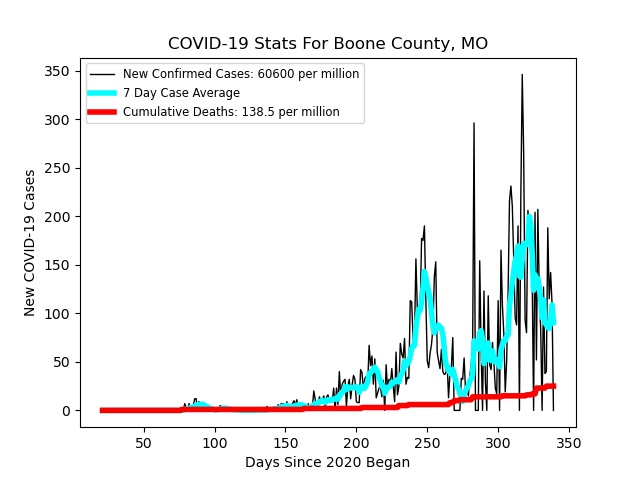 COVID-19 Stats For Boone County, MO
New Confirmed Cases: 60600 per million
7 Day Case Average
Cumulative Deaths: 138.5 per million
New COVID-19 Cases
350
300
250
200
150
100
50
0
50
100
150
200
250
300
350
Days Since 2020 Began